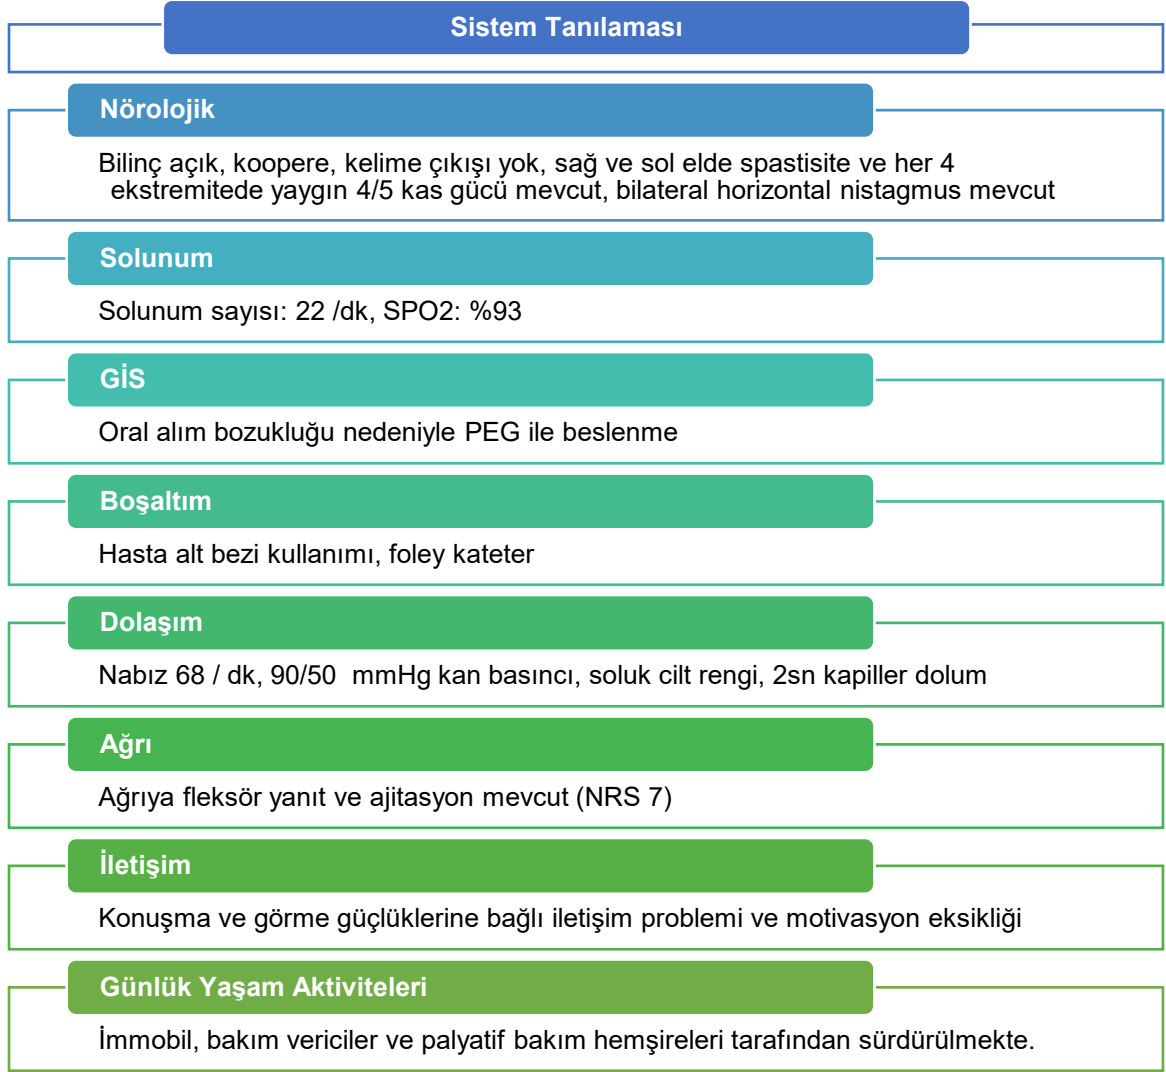 Sistem Tanılaması
Nörolojik
Bilinç açık, koopere, kelime çıkışı yok, sağ ve sol elde spastisite ve her 4
ekstremitede yaygın 4/5 kas gücü mevcut, bilateral horizontal nistagmus mevcut
Solunum
Solunum sayısı: 22 /dk, SPO2: %93
GİS
Oral alım bozukluğu nedeniyle PEG ile beslenme
Boşaltım
Hasta alt bezi kullanımı, foley kateter
Dolaşım
Nabız 68 / dk, 90/50 mmHg kan basıncı, soluk cilt rengi, 2sn kapiller dolum
Ağrı
Ağrıya fleksör yanıt ve ajitasyon mevcut (NRS 7)
İletişim
Konuşma ve görme güçlüklerine bağlı iletişim problemi ve motivasyon eksikliği
Günlük Yaşam Aktiviteleri
İmmobil, bakım vericiler ve palyatif bakım hemşireleri tarafından sürdürülmekte.